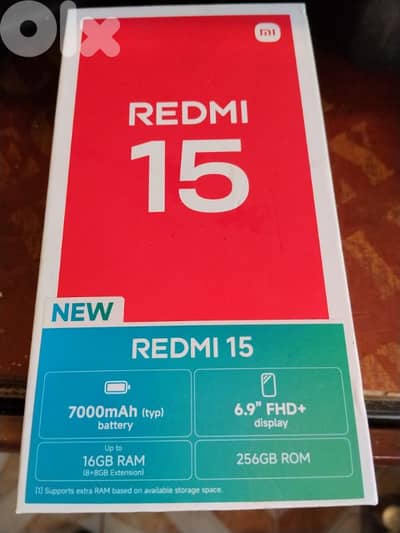 olx
mi
REDMI
15
NEW
REDMI 15
7000mAh (typ)
battery
6.9" FHD+
display
Up to
16GB RAM
(8+8GB Extension)
256GB ROM
[1] Supports extra RAM based on available storage space.